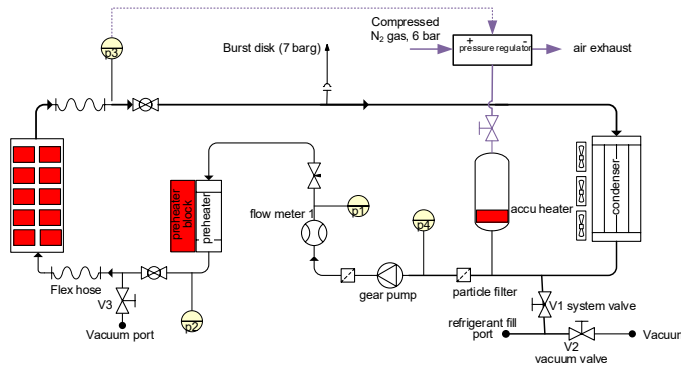 Compressed
N2 gas, 6 bar
+ -
pressure regulator
air exhaust
Burst disk (7 barg)
p3
preheater block
preheater
flow meter 1
p1
p4
accu heater
condenser
Flex hose
V3
Vacuum port
p2
gear pump
particle filter
V1 system valve
refrigerant fill
port
V2
vacuum valve
Vacuur